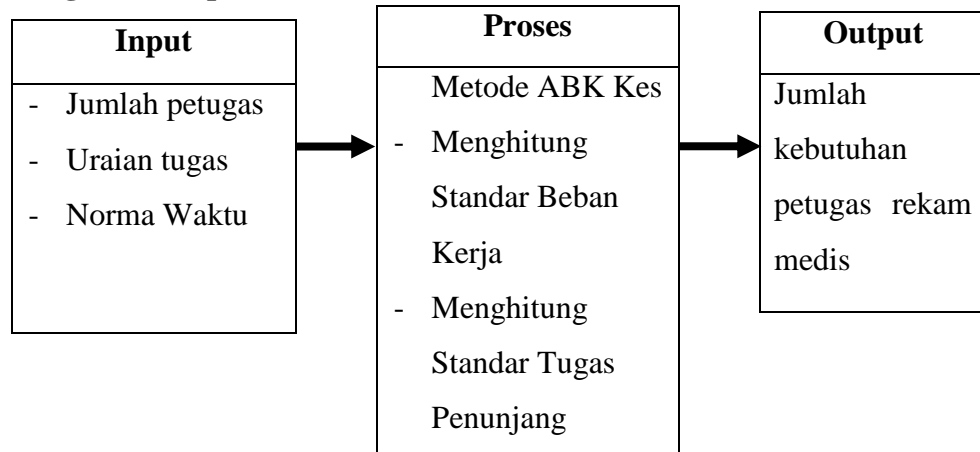 Input
- Jumlah petugas
- Uraian tugas
- Norma Waktu
Proses
Metode ABK Kes
- Menghitung
Standar Beban
Kerja
- Menghitung
Standar Tugas
Penunjang
Output
Jumlah
kebutuhan
petugas rekam
medis